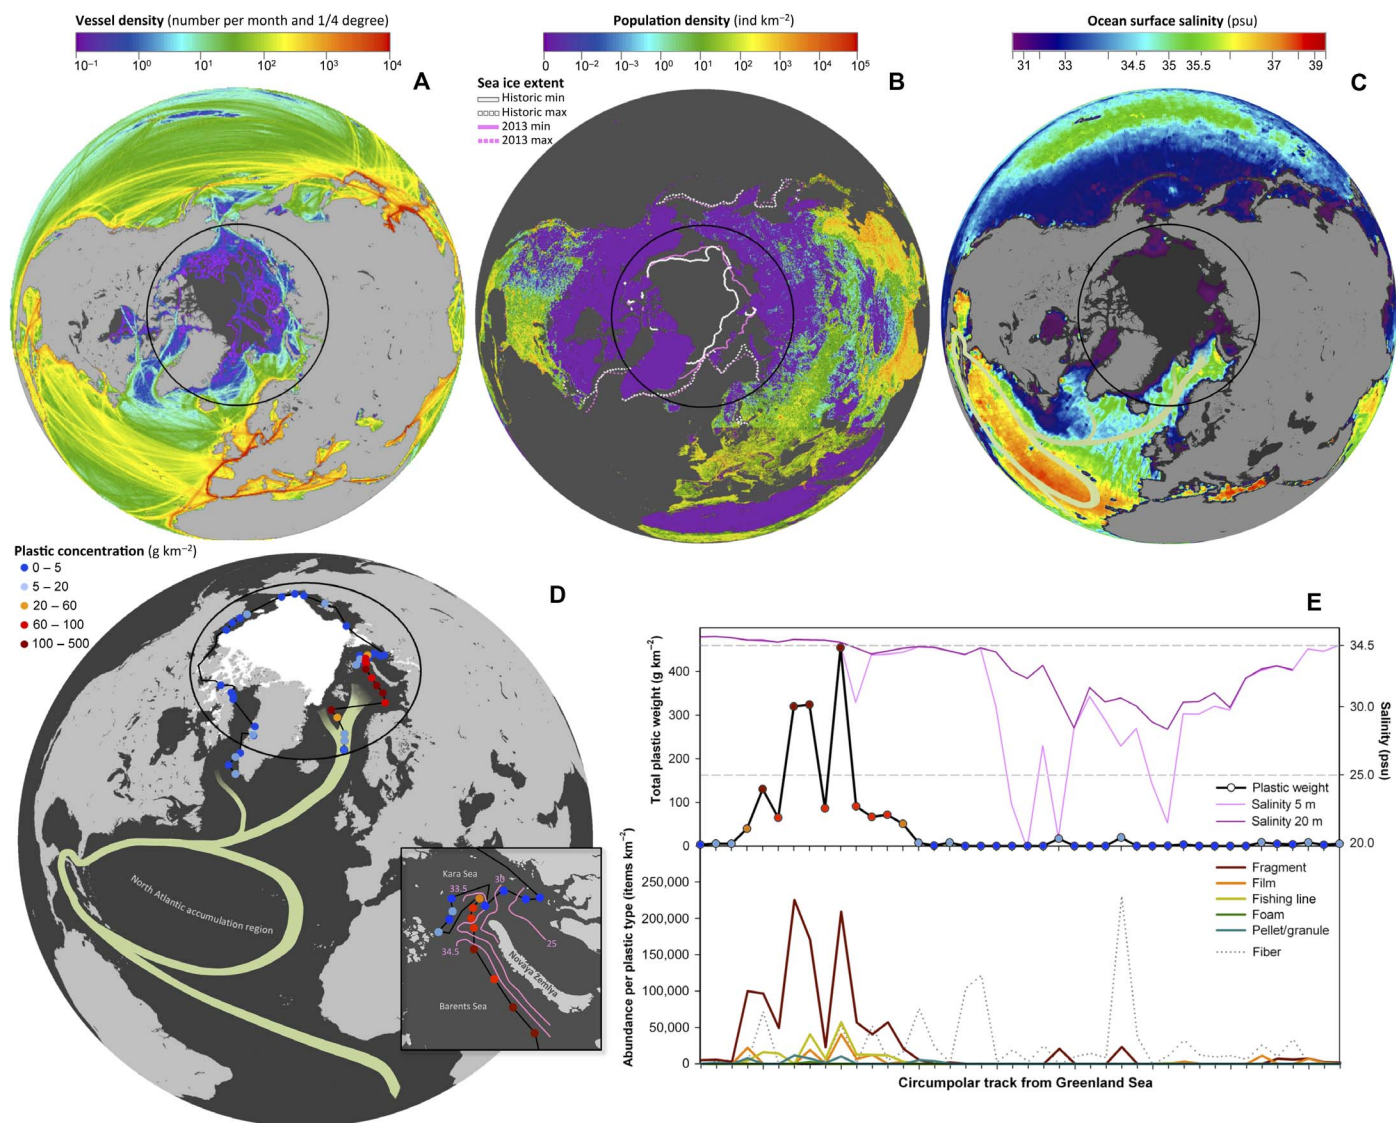 Vessel density (number per month and 1/4 degree)
10⁻¹ 10⁰ 10¹ 10² 10³ 10⁴
A
Population density (ind km⁻²)
0 10⁻² 10⁻³ 10⁰ 10¹ 10² 10³ 10⁴ 10⁵
Sea ice extent
Historic min
Historic max
2013 min
2013 max
B
Ocean surface salinity (psu)
31 33 34.5 35 35.5 37 39
C
Plastic concentration (g km⁻²)
0 – 5
5 – 20
20 – 60
60 – 100
100 – 500
D
North Atlantic accumulation region
Kara Sea
33.5
30
34.5
25
Novaya Zemlya
Barents Sea
E
Total plastic weight (g km⁻²)
400
300
200
100
0
34.5
30.0
25.0
20.0
Salinity (psu)
Plastic weight
Salinity 5 m
Salinity 20 m
Abundance per plastic type (items km⁻²)
250,000
200,000
150,000
100,000
50,000
0
Fragment
Film
Fishing line
Foam
Pellet/granule
Fiber
Circumpolar track from Greenland Sea